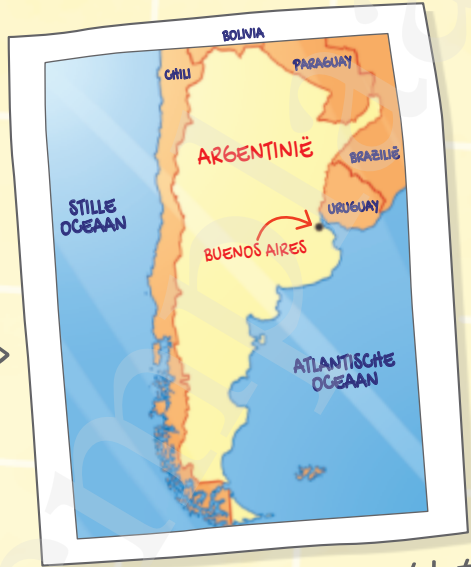 BOLIVIA
CHILI
PARAGUAY
ARGENTINIË
BRAZILIË
STILLE
OCEAAN
URUGUAY
BUENOS AIRES
ATLANTISCHE
OCEAAN